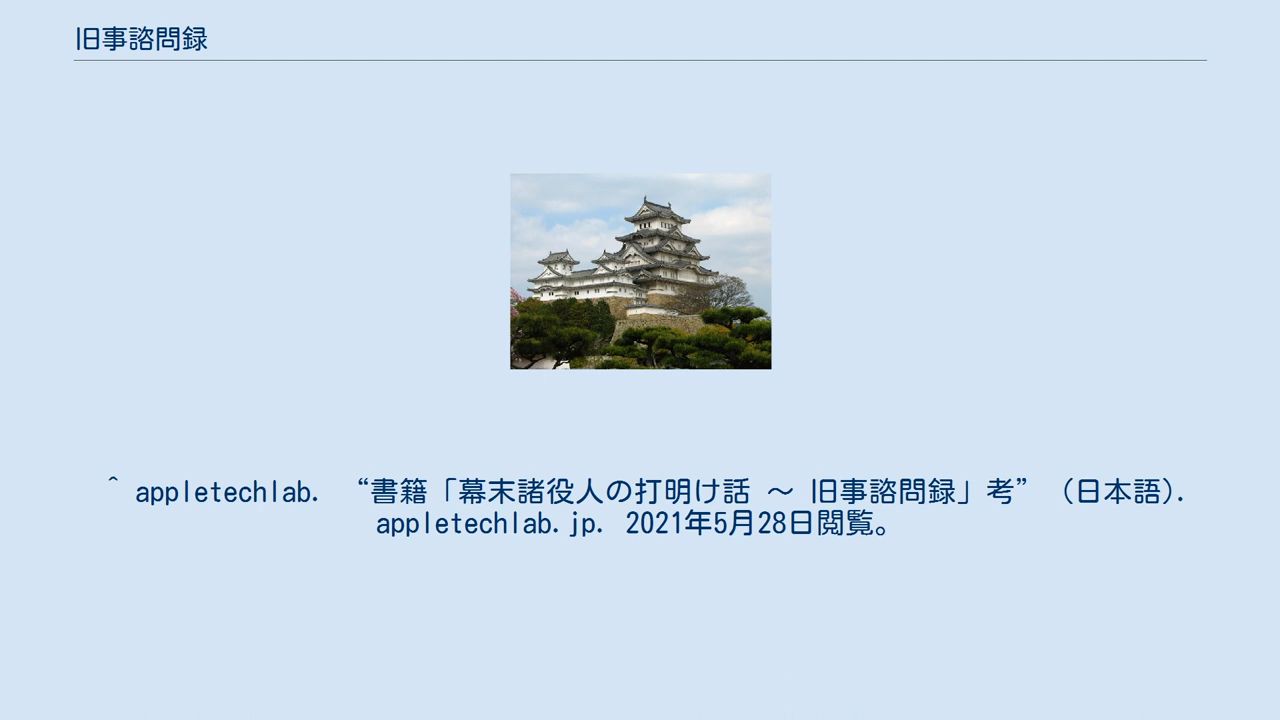 旧事諮問録
^ appletechlab. “書籍「幕末諸役人の打明け話 ～ 旧事諮問録」考” (日本語).
appletechlab.jp. 2021年5月28日閲覧。